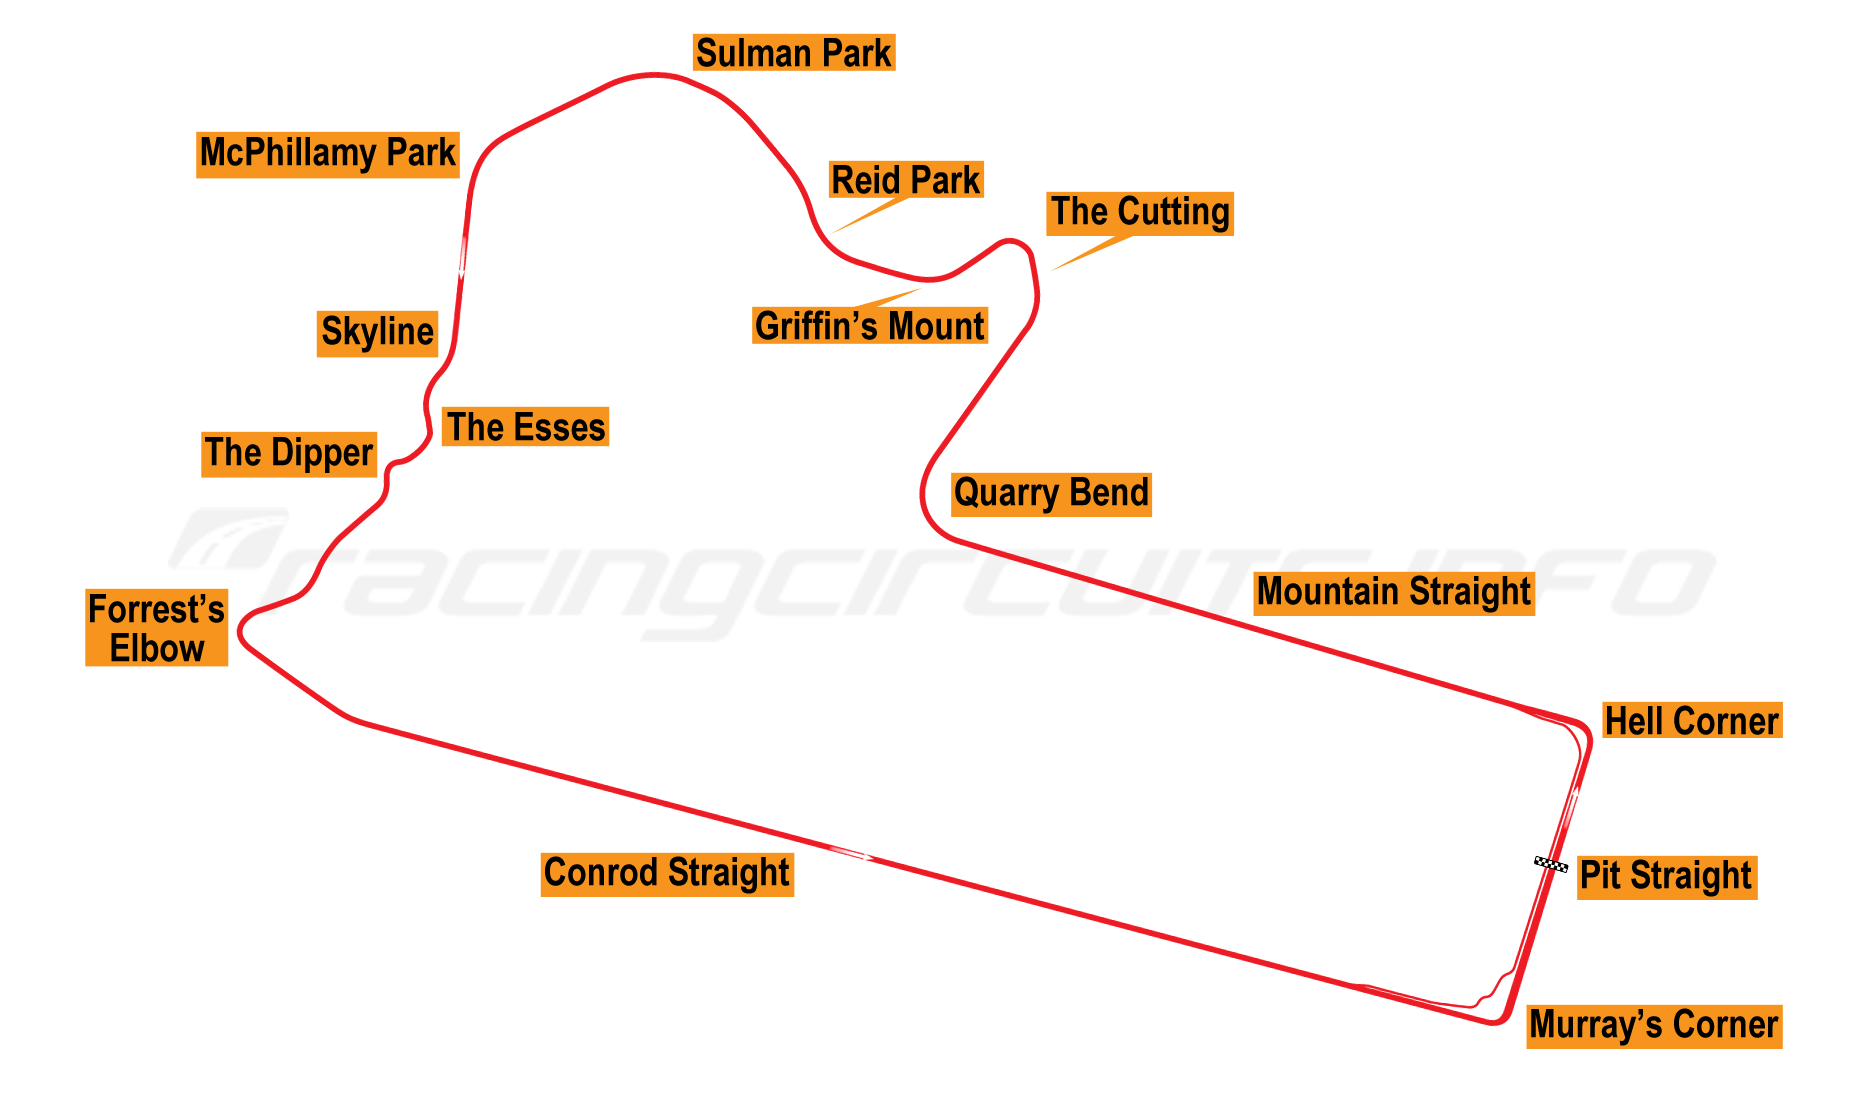 Sulman Park
McPhillamy Park
Reid Park
The Cutting
Griffin’s Mount
Skyline
The Esses
The Dipper
Quarry Bend
racingcircuits.info
Mountain Straight
Forrest’s
Elbow
Hell Corner
Conrod Straight
Pit Straight
Murray’s Corner